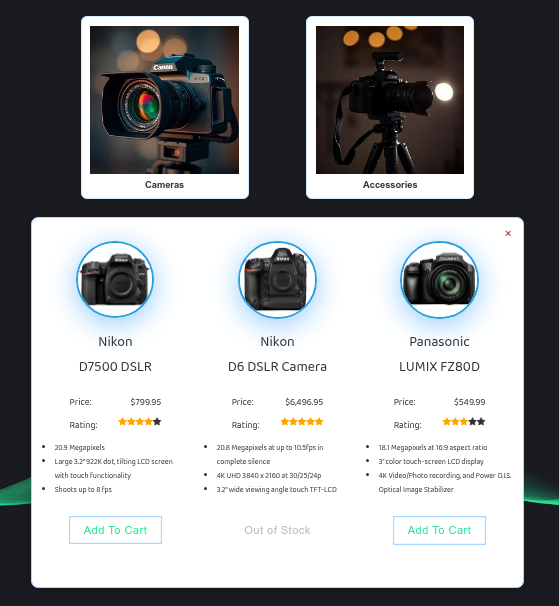 Canon
Cameras
Accessories
×
Nikon
D7500 DSLR
Price: $799.95
Rating:
20.9 Megapixels
Large 3.2" 922K dot, tilting LCD screen
with touch functionality
Shoots up to 8 fps
Add To Cart
Nikon
Nikon
D6 DSLR Camera
Price: $6,496.95
Rating:
20.8 Megapixels at up to 10.5fps in
complete silence
4K UHD 3840 x 2160 at 30/25/24p
3.2" wide viewing angle touch TFT-LCD
Out of Stock
Panasonic
LUMIX FZ80D
Price: $549.99
Rating:
18.1 Megapixels at 16:9 aspect ratio
3" color touch-screen LCD display
4K Video/Photo recording, and Power O.I.S.
Optical Image Stabilizer
Add To Cart